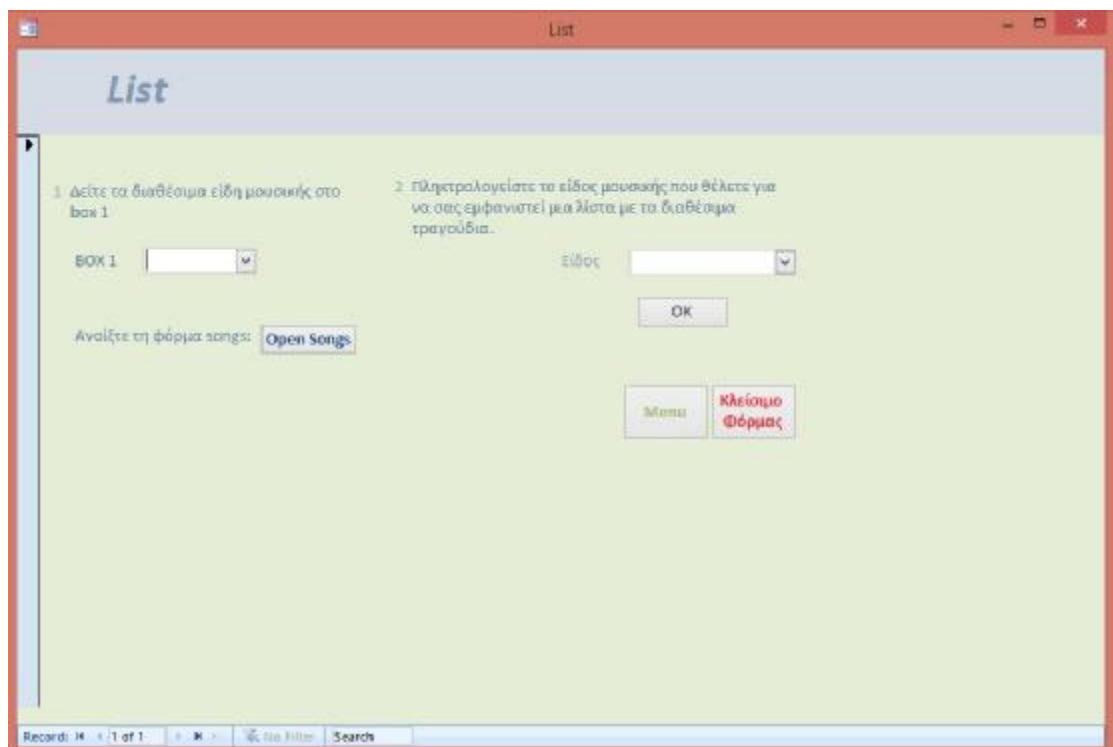 List
List
1 Δείτε τα διαθέσιμα είδη μουσικής στο
box 1
2 Πληκτρολογείστε το είδος μουσικής που θέλετε για
να σας εμφανιστεί μια λίστα με τα διαθέσιμα
τραγούδια.
BOX 1
Είδος
OK
Ανοίξτε τη φόρμα songs:
Open Songs
Menu
Κλείσιμο
Φόρμας
Record: 1 of 1 No Filter Search